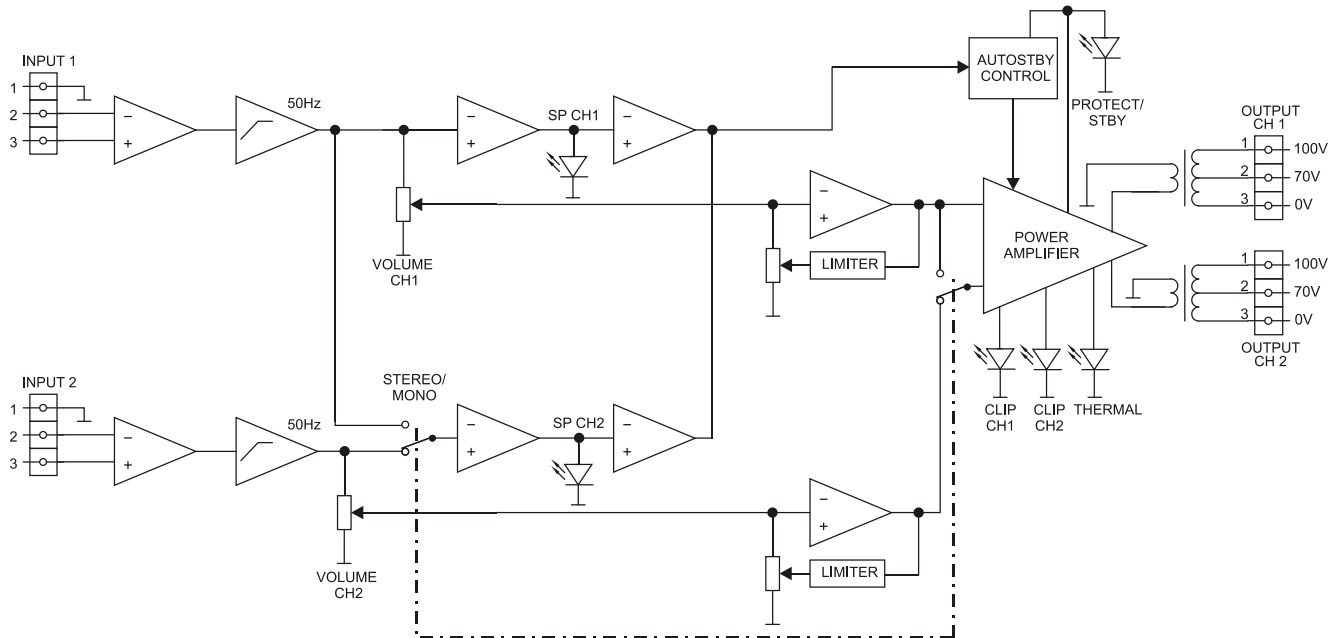 INPUT 1
1
2
3
−
+
50Hz
−
+
SP CH1
−
+
AUTOSTBY
CONTROL
PROTECT/
STBY
VOLUME
CH1
−
+
LIMITER
POWER
AMPLIFIER
CLIP
CH1
CLIP
CH2
THERMAL
OUTPUT
CH 1
1
100V
2
70V
3
0V
1
100V
2
70V
3
0V
OUTPUT
CH 2
INPUT 2
1
2
3
−
+
50Hz
STEREO/
MONO
−
+
SP CH2
−
+
VOLUME
CH2
−
+
LIMITER